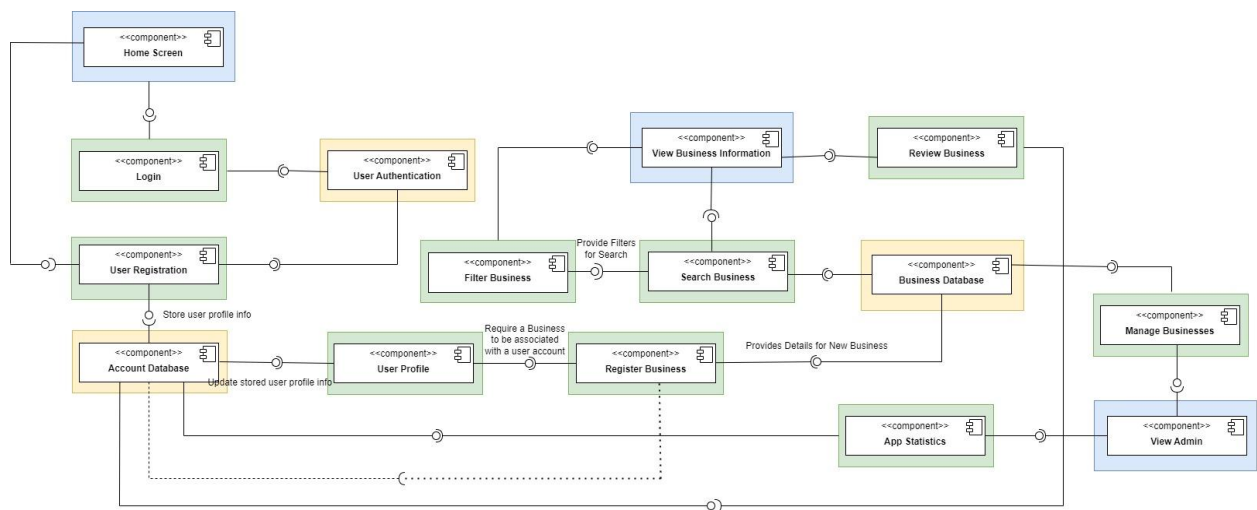 <<component>>
Home Screen
<<component>>
Login
<<component>>
User Authentication
<<component>>
View Business Information
<<component>>
Review Business
<<component>>
User Registration
Provide Filters
for Search
<<component>>
Filter Business
<<component>>
Search Business
<<component>>
Business Database
<<component>>
Manage Businesses
Store user profile info
<<component>>
Account Database
Update stored user profile info
<<component>>
User Profile
Require a Business
to be associated
with a user account
<<component>>
Register Business
Provides Details for New Business
<<component>>
App Statistics
<<component>>
View Admin